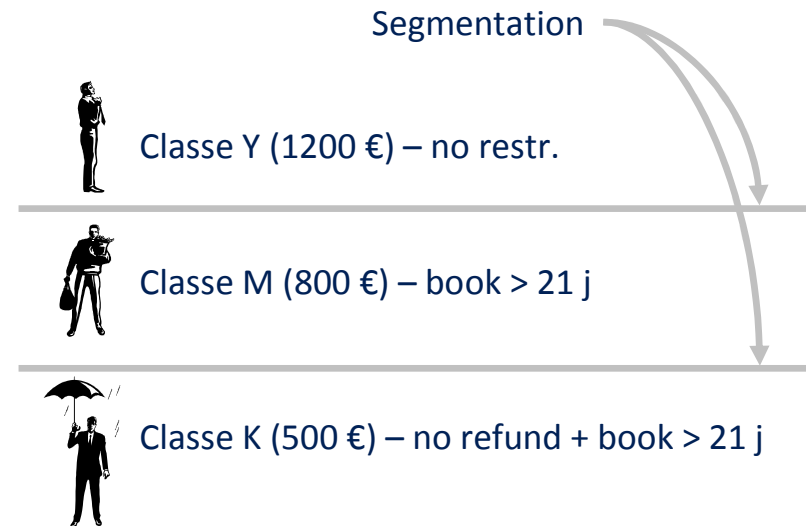 Segmentation
Classe Y (1200 €) – no restr.
Classe M (800 €) – book > 21 j
Classe K (500 €) – no refund + book > 21 j